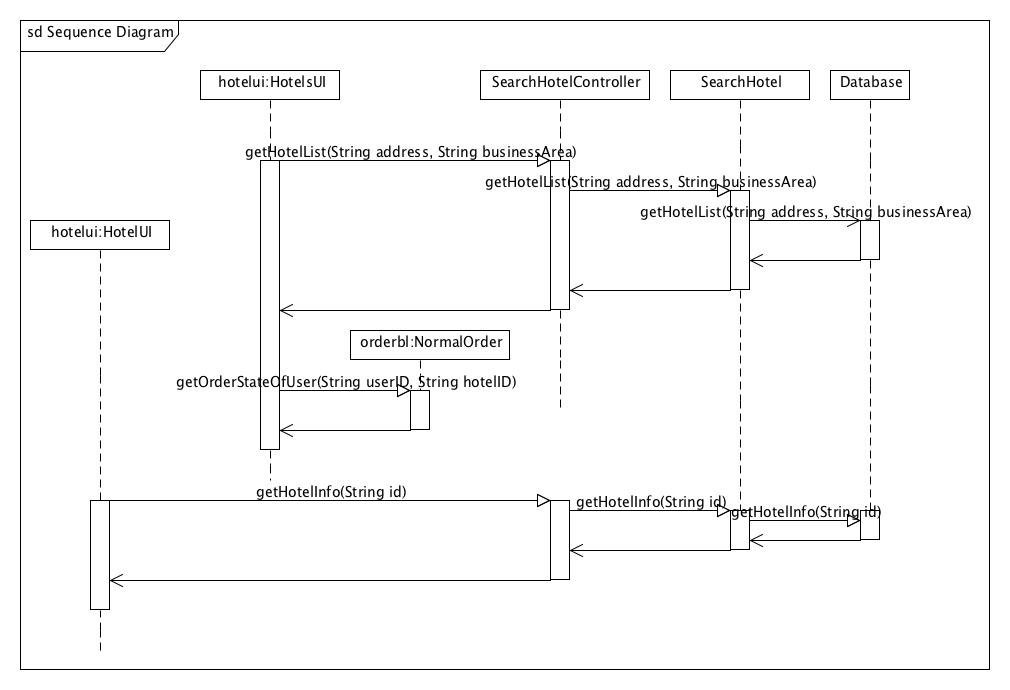 sd Sequence Diagram
hotelui:HotelsUI
SearchHotelController
SearchHotel
Database
getHotelList(String address, String businessArea)
getHotelList(String address, String businessArea)
getHotelList(String address, String businessArea)
hotelui:HotelUI
orderbl:NormalOrder
getOrderStateOfUser(String userID, String hotelID)
getHotelInfo(String id)
getHotelInfo(String id)
getHotelInfo(String id)